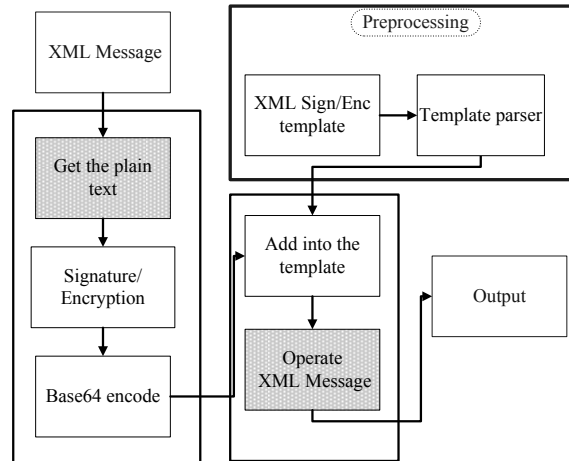 Preprocessing
XML Message
XML Sign/Enc
template
Template parser
Get the plain
text
Add into the
template
Signature/
Encryption
Output
Operate
XML Message
Base64 encode